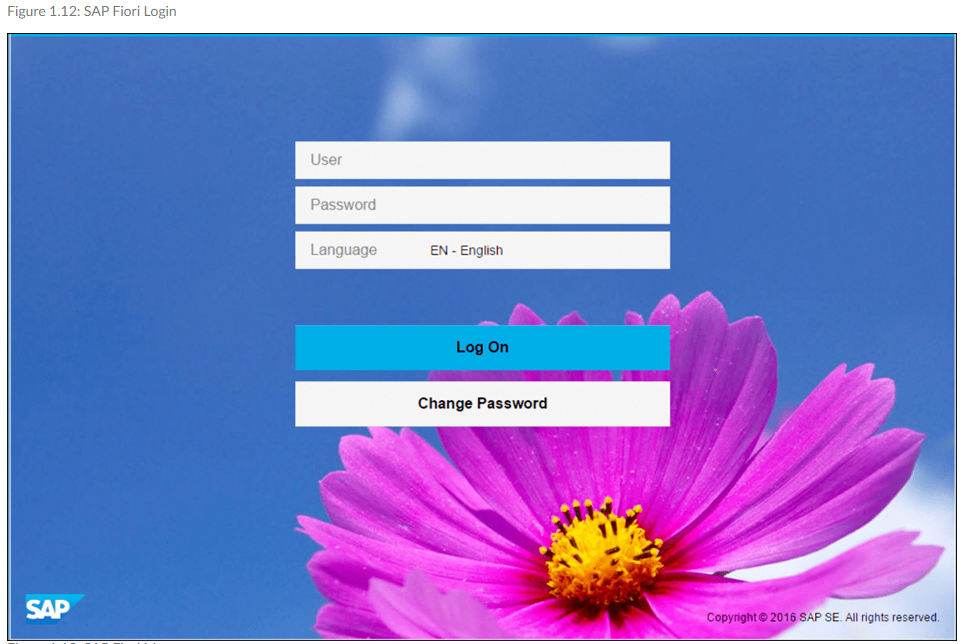 Figure 1.12: SAP Fiori Login
User
Password
Language EN - English
Log On
Change Password
SAP
Copyright © 2016 SAP SE. All rights reserved.